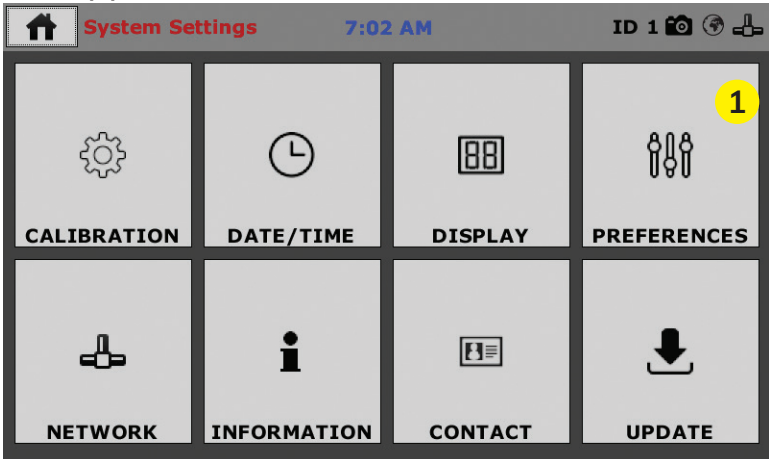 System Settings 7:02 AM ID 1
1
CALIBRATION DATE/TIME DISPLAY PREFERENCES
NETWORK INFORMATION CONTACT UPDATE